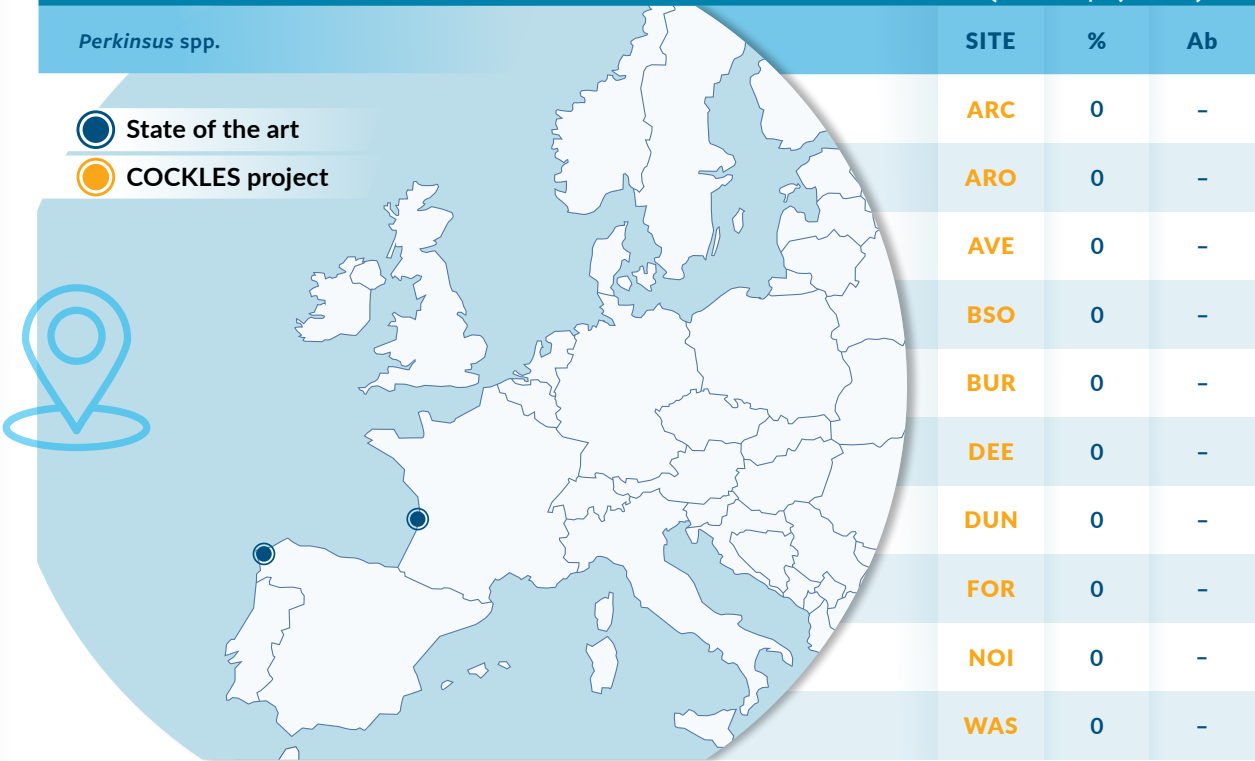 Perkinsus spp.
State of the art
COCKLES project
SITE % Ab
ARC 0 –
ARO 0 –
AVE 0 –
BSO 0 –
BUR 0 –
DEE 0 –
DUN 0 –
FOR 0 –
NOI 0 –
WAS 0 –